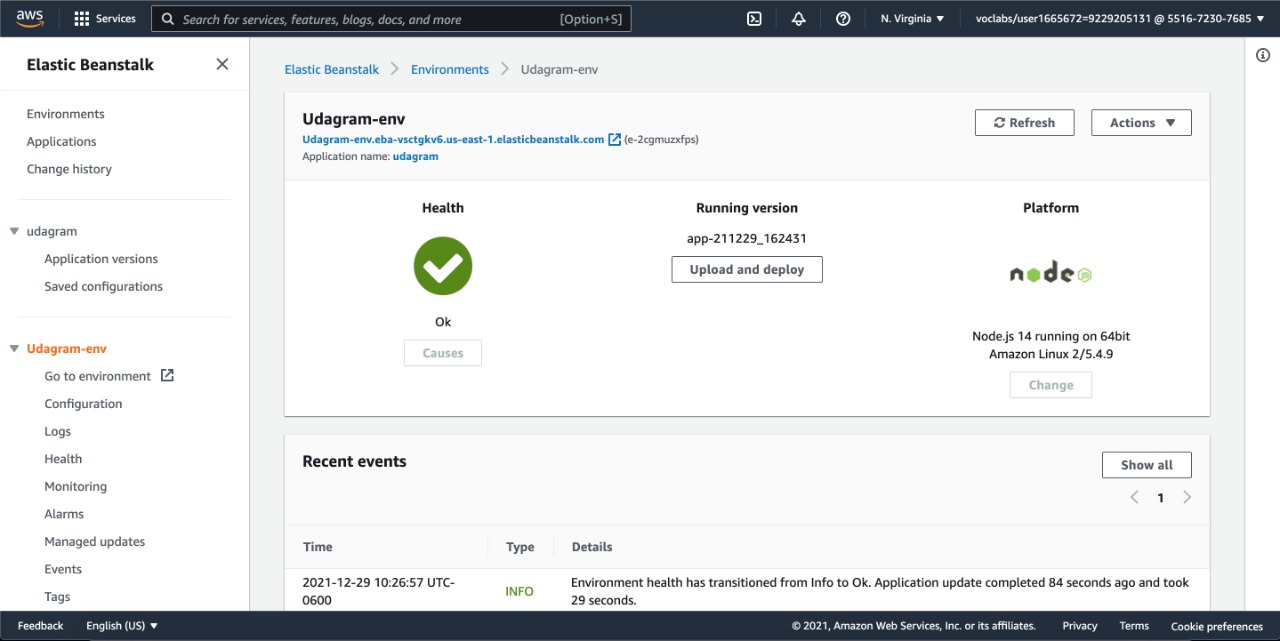 aws
Services
Search for services, features, blogs, docs, and more
[Option+S]
N. Virginia
voclabs/user1665672=9229205131 @ 5516-7230-7685
Elastic Beanstalk
Environments
Applications
Change history
udagram
Application versions
Saved configurations
Udagram-env
Go to environment
Configuration
Logs
Health
Monitoring
Alarms
Managed updates
Events
Tags
Elastic Beanstalk
Environments
Udagram-env
Udagram-env
Udagram-env.eba-vsctgkv6.us-east-1.elasticbeanstalk.com (e-2cgmuzxfps)
Application name: udagram
Refresh
Actions
Health
Ok
Causes
Running version
app-211229_162431
Upload and deploy
Platform
node JS
Node.js 14 running on 64bit
Amazon Linux 2/5.4.9
Change
Recent events
Show all
1
Time
Type
Details
2021-12-29 10:26:57 UTC-
0600
INFO
Environment health has transitioned from Info to Ok. Application update completed 84 seconds ago and took
29 seconds.
Feedback
English (US)
© 2021, Amazon Web Services, Inc. or its affiliates.
Privacy
Terms
Cookie preferences